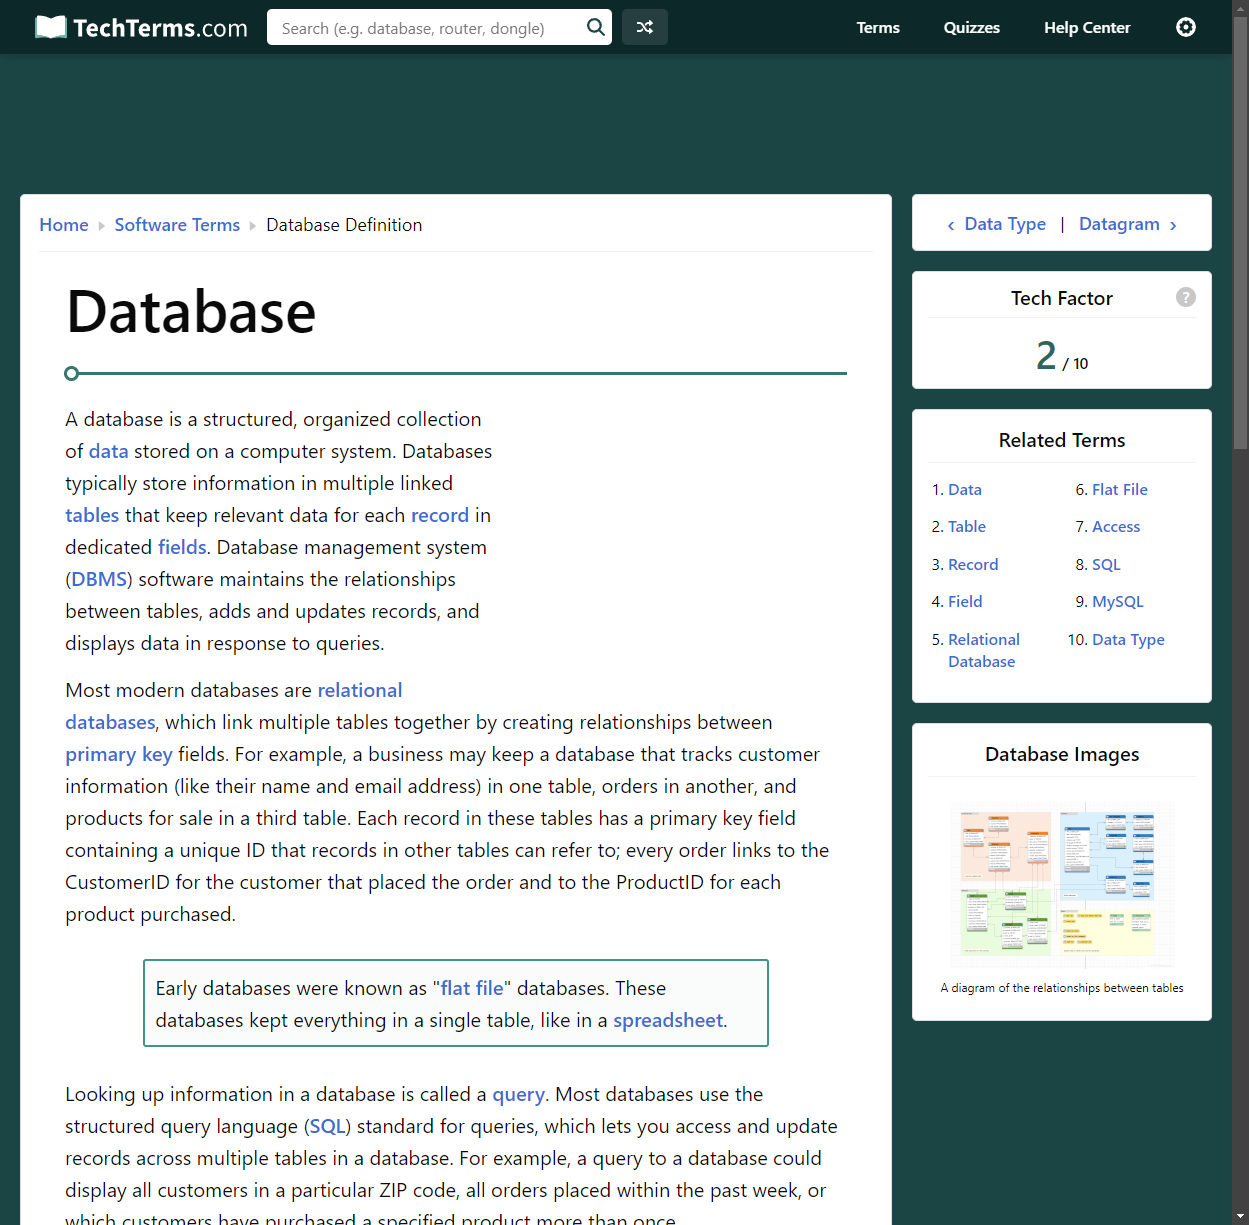 TechTerms.com
Search (e.g. database, router, dongle)
Terms
Quizzes
Help Center
Home
Software Terms
Database Definition
Database
A database is a structured, organized collection
of data stored on a computer system. Databases
typically store information in multiple linked
tables that keep relevant data for each record in
dedicated fields. Database management system
(DBMS) software maintains the relationships
between tables, adds and updates records, and
displays data in response to queries.
Most modern databases are relational
databases, which link multiple tables together by creating relationships between
primary key fields. For example, a business may keep a database that tracks customer
information (like their name and email address) in one table, orders in another, and
products for sale in a third table. Each record in these tables has a primary key field
containing a unique ID that records in other tables can refer to; every order links to the
CustomerID for the customer that placed the order and to the ProductID for each
product purchased.
Early databases were known as "flat file" databases. These
databases kept everything in a single table, like in a spreadsheet.
Looking up information in a database is called a query. Most databases use the
structured query language (SQL) standard for queries, which lets you access and update
records across multiple tables in a database. For example, a query to a database could
display all customers in a particular ZIP code, all orders placed within the past week, or
which customers have purchased a specified product more than once.
‹ Data Type | Datagram ›
Tech Factor
?
2 / 10
Related Terms
1. Data
2. Table
3. Record
4. Field
5. Relational
Database
6. Flat File
7. Access
8. SQL
9. MySQL
10. Data Type
Database Images
A diagram of the relationships between tables